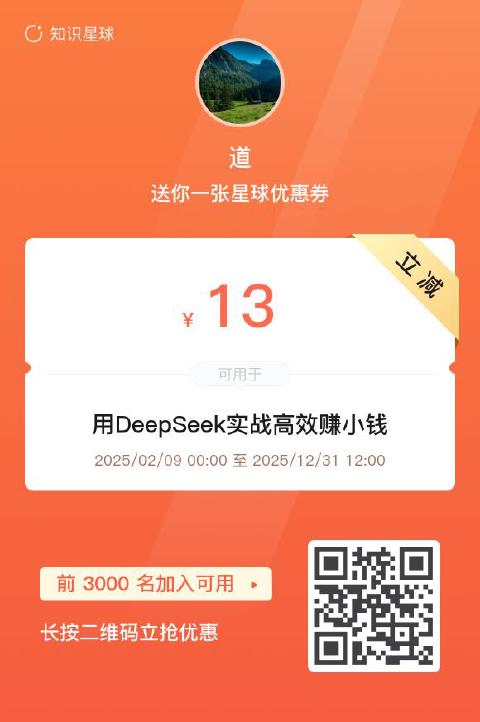 知识星球
道
送你一张星球优惠券
立减
¥ 13
可用于
用DeepSeek实战高效赚小钱
2025/02/09 00:00 至 2025/12/31 12:00
前 3000 名加入可用
长按二维码立抢优惠